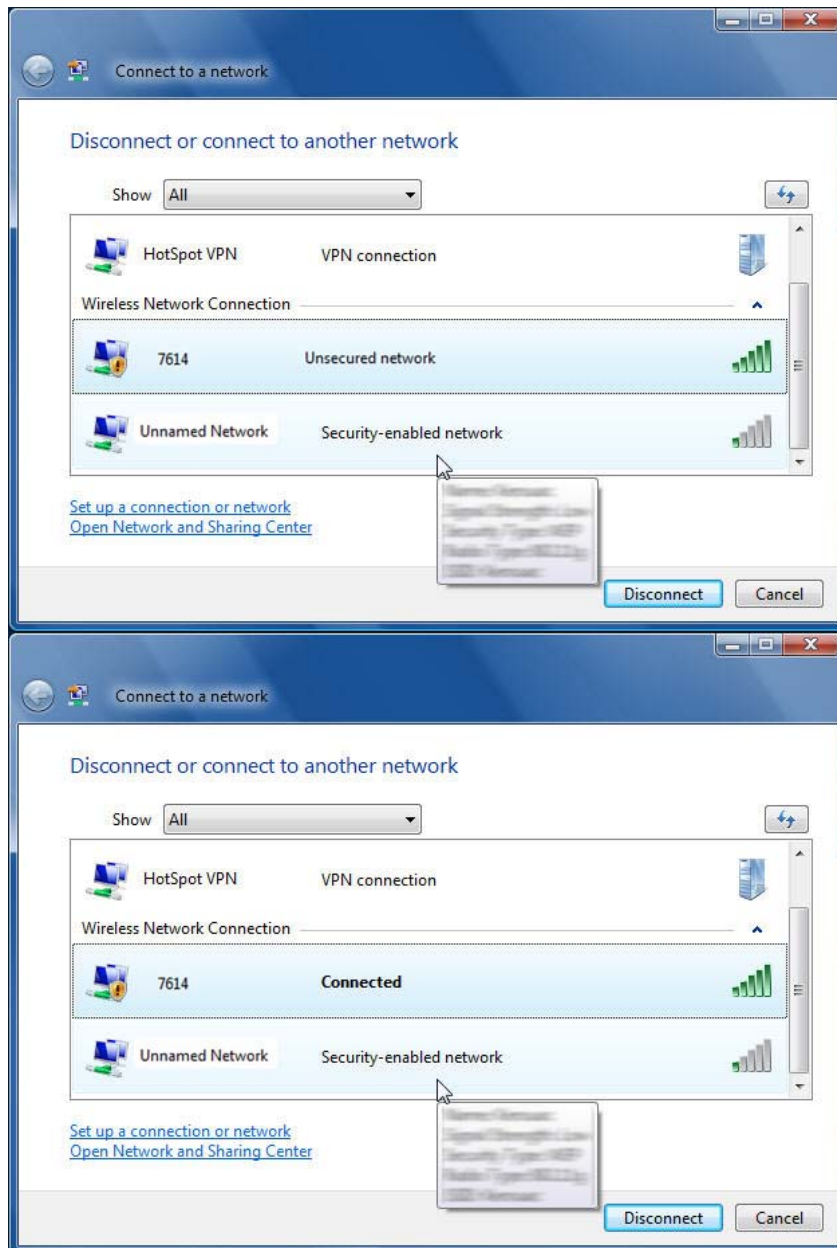 Connect to a network
Disconnect or connect to another network
Show All
HotSpot VPN VPN connection
Wireless Network Connection
7614 Unsecured network
Unnamed Network Security-enabled network
Set up a connection or network
Open Network and Sharing Center
Disconnect Cancel
Connect to a network
Disconnect or connect to another network
Show All
HotSpot VPN VPN connection
Wireless Network Connection
7614 Connected
Unnamed Network Security-enabled network
Set up a connection or network
Open Network and Sharing Center
Disconnect Cancel